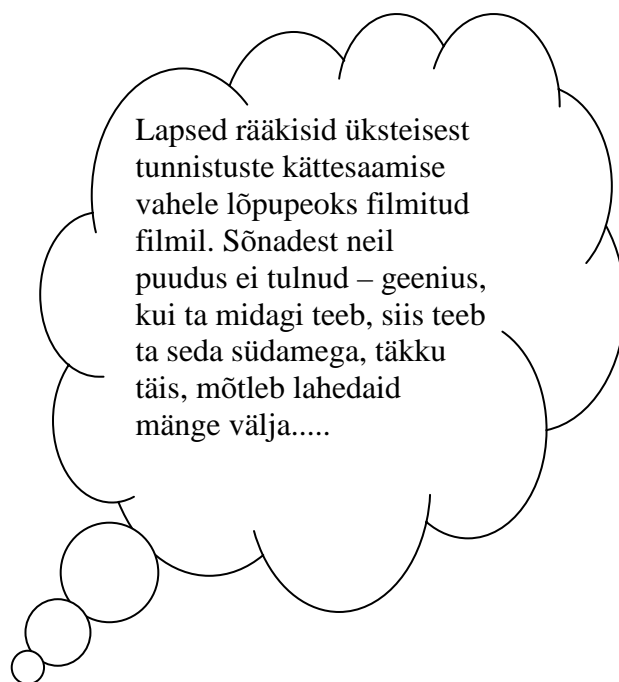 Lapsed rääkisid üksteisest
tunnistuste kättesaamise
vahele lõpupeoks filmitud
filmil. Sõnadest neil
puudus ei tulnud – geenius,
kui ta midagi teeb, siis teeb
ta seda südamega, täkku
täis, mõtleb lahedaid
mänge välja.....